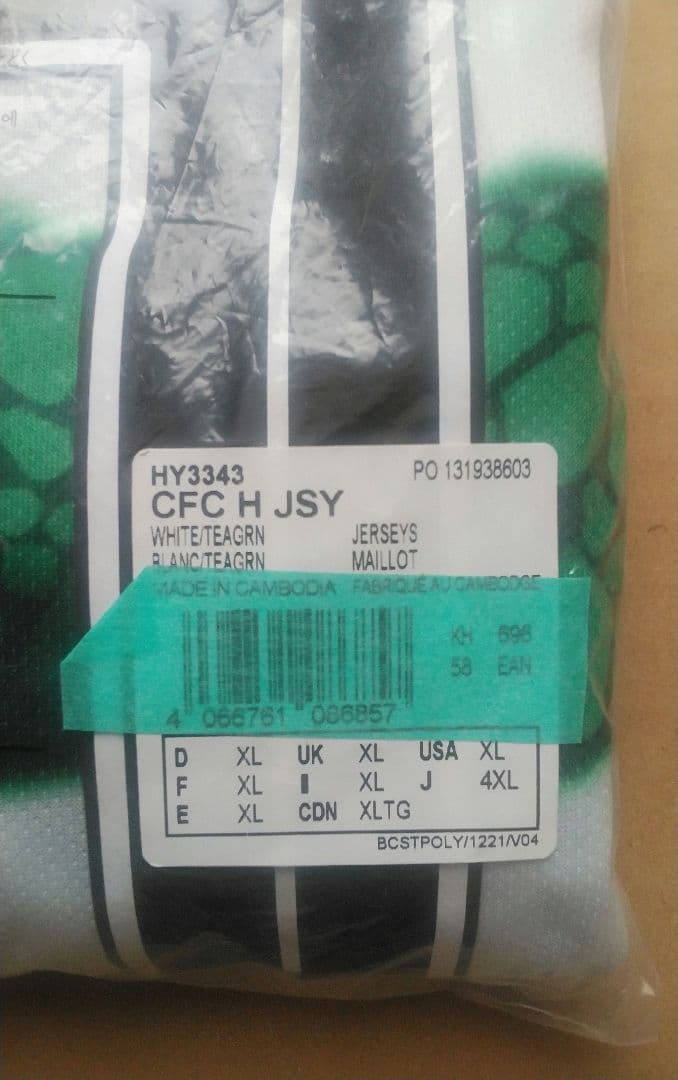 에
HY3343 PO 131938603
CFC H JSY
WHITE/TEAGRN JERSEYS
BLANC/TEAGRN MAILLOT
MADE IN CAMBODIA FABRIQUÉ AU CAMBODGE
KH 698
58 EAN
4 066761 086857
D XL UK XL USA XL
F XL I XL J 4XL
E XL CDN XLTG
BCSTPOLY/1221/V04